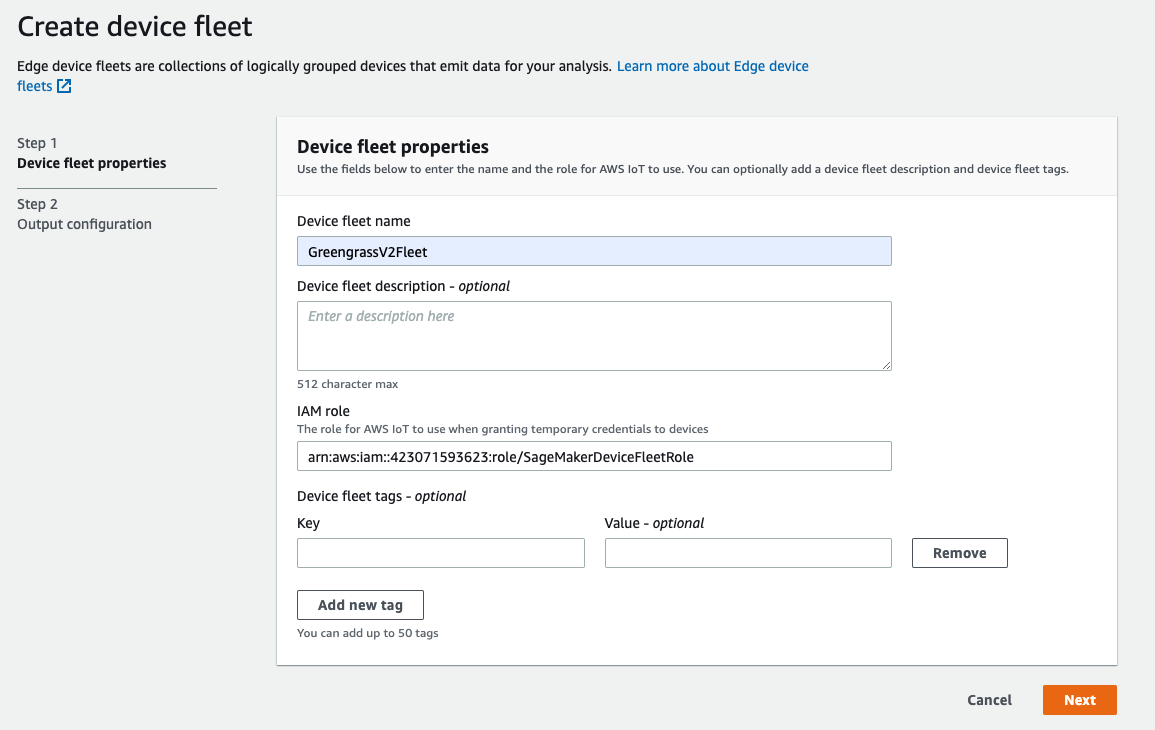 Create device fleet
Edge device fleets are collections of logically grouped devices that emit data for your analysis. Learn more about Edge device
fleets
Step 1
Device fleet properties
Step 2
Output configuration
Device fleet properties
Use the fields below to enter the name and the role for AWS IoT to use. You can optionally add a device fleet description and device fleet tags.
Device fleet name
GreengrassV2Fleet
Device fleet description - optional
Enter a description here
512 character max
IAM role
The role for AWS IoT to use when granting temporary credentials to devices
arn:aws:iam::423071593623:role/SageMakerDeviceFleetRole
Device fleet tags - optional
Key
Value - optional
Remove
Add new tag
You can add up to 50 tags
Cancel
Next